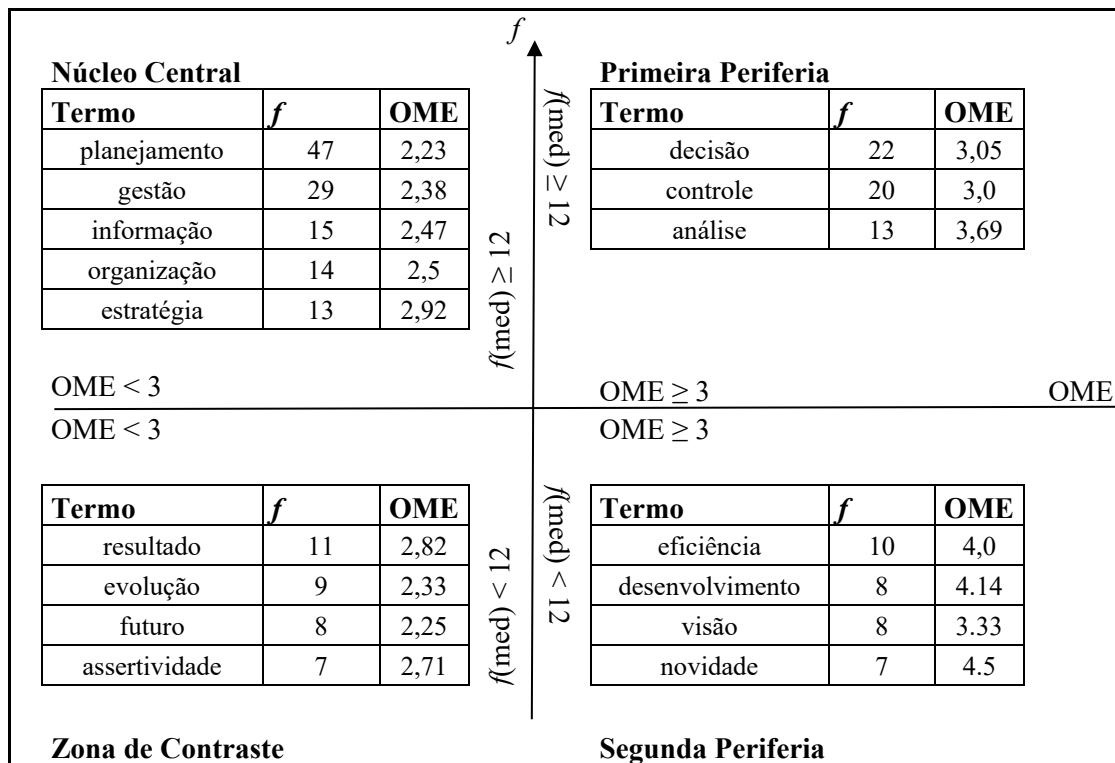 f
Núcleo Central
Termo f OME
planejamento 47 2,23
gestão 29 2,38
informação 15 2,47
organização 14 2,5
estratégia 13 2,92
f(med) ≥ 12
OME < 3
f(med) ≥ 12
Primeira Periferia
Termo f OME
decisão 22 3,05
controle 20 3,0
análise 13 3,69
OME ≥ 3
OME
OME < 3
Termo f OME
resultado 11 2,82
evolução 9 2,33
futuro 8 2,25
assertividade 7 2,71
f(med) < 12
Zona de Contraste
OME ≥ 3
f(med) < 12
Termo f OME
eficiência 10 4,0
desenvolvimento 8 4.14
visão 8 3.33
novidade 7 4.5
Segunda Periferia